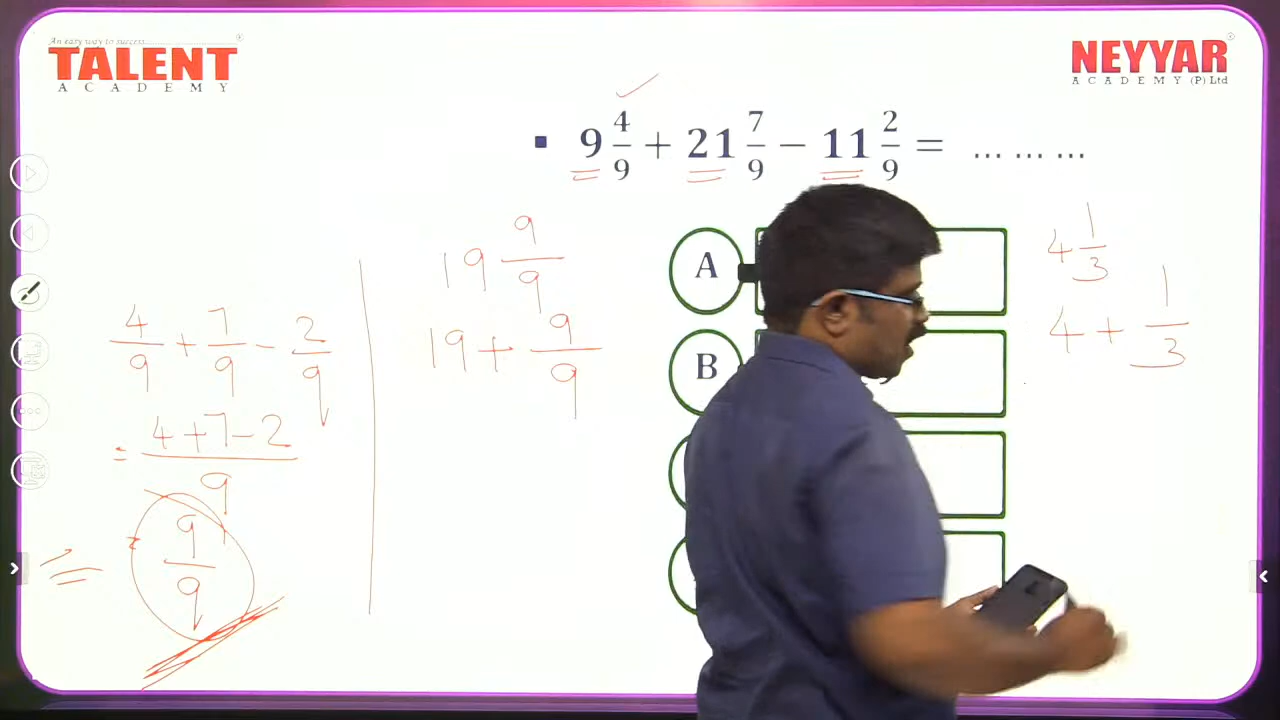 An easy way to success
TALENT
ACADEMY
NEYYAR
ACADEMY (P) Ltd
9 4/9 + 21 7/9 − 11 2/9 = ... ... ...
A
B
4/9 + 7/9 − 2/9
= 4+7−2/9
= 9/9
19 9/9
19 + 9/9
4 1/3
4 + 1/3